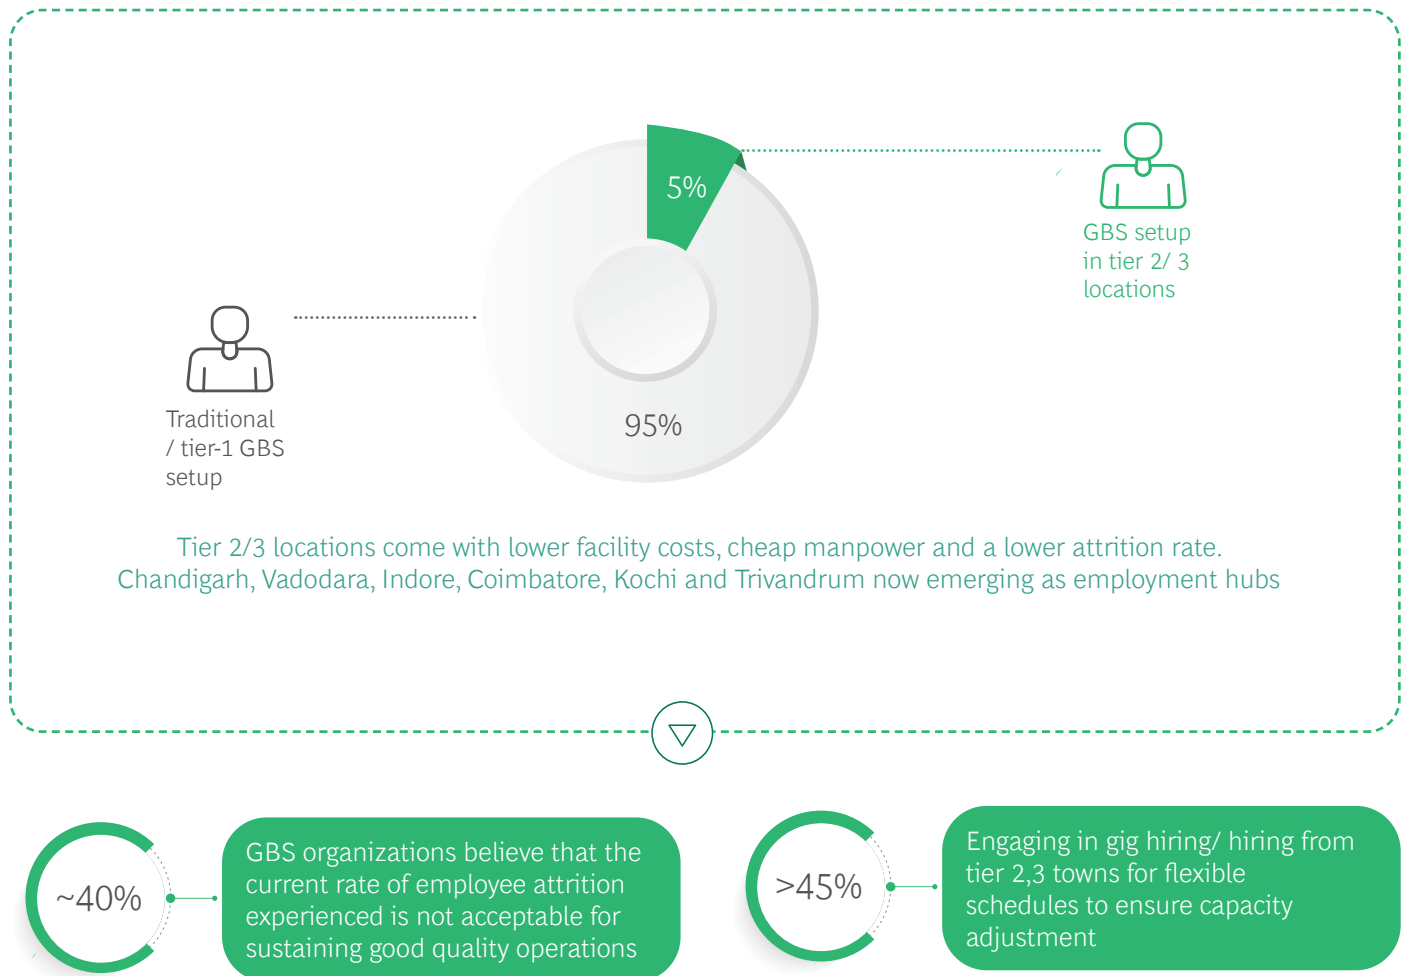 5%
GBS setup
in tier 2/ 3
locations
Traditional
/ tier-1 GBS
setup
95%
Tier 2/3 locations come with lower facility costs, cheap manpower and a lower attrition rate.
Chandigarh, Vadodara, Indore, Coimbatore, Kochi and Trivandrum now emerging as employment hubs
~40%
GBS organizations believe that the
current rate of employee attrition
experienced is not acceptable for
sustaining good quality operations
>45%
Engaging in gig hiring/ hiring from
tier 2,3 towns for flexible
schedules to ensure capacity
adjustment